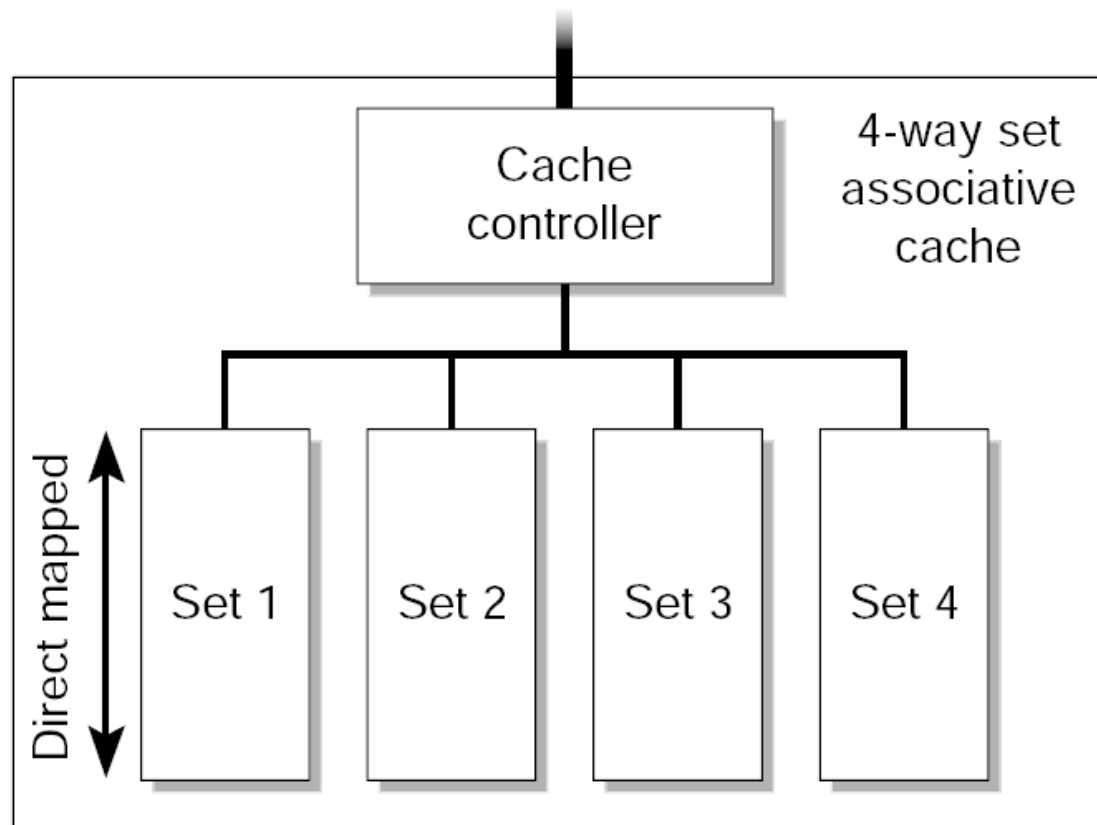 Cache
controller
4-way set
associative
cache
Direct mapped
Set 1
Set 2
Set 3
Set 4